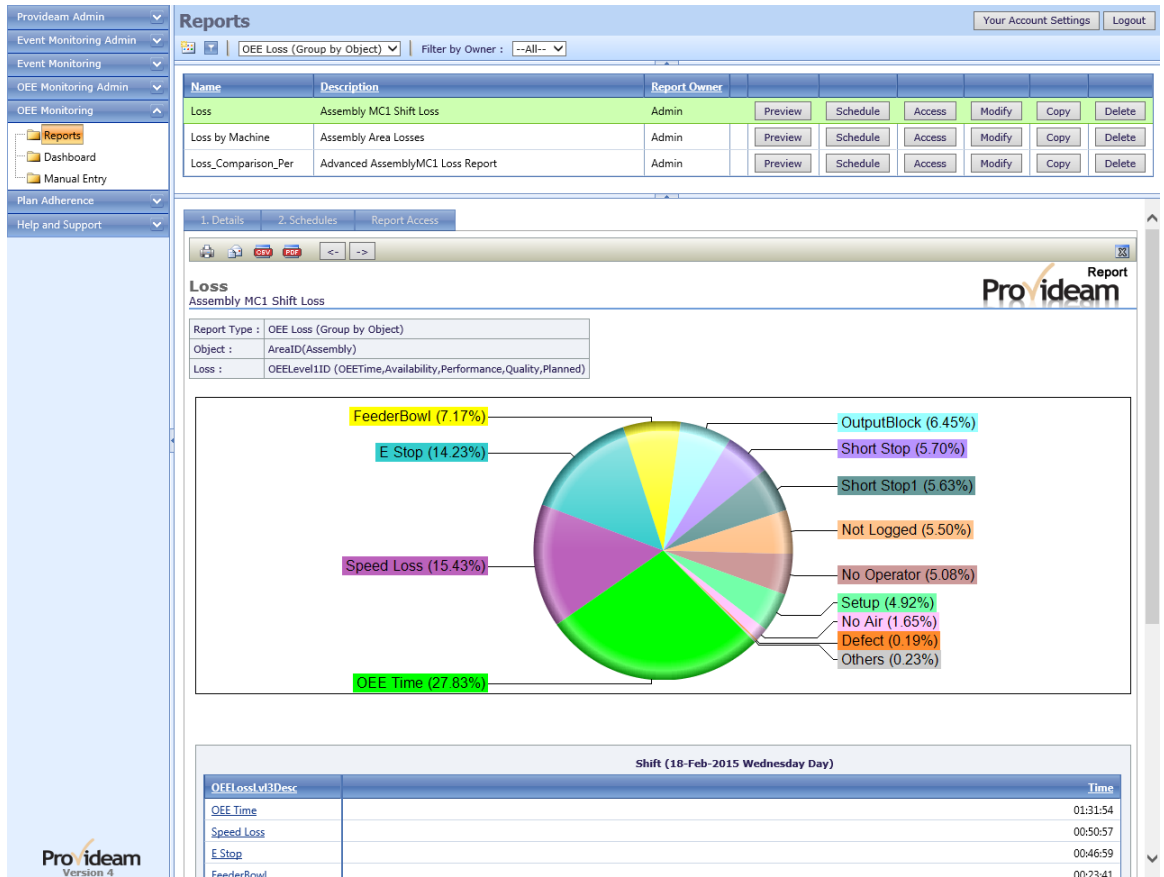 Provideam Admin
Event Monitoring Admin
Event Monitoring
OEE Monitoring Admin
OEE Monitoring
Reports
Dashboard
Manual Entry
Plan Adherence
Help and Support
Provideam
Version 4
Reports
Your Account Settings Logout
OEE Loss (Group by Object) Filter by Owner : --All--
Name Description Report Owner
Loss Assembly MC1 Shift Loss Admin Preview Schedule Access Modify Copy Delete
Loss by Machine Assembly Area Losses Admin Preview Schedule Access Modify Copy Delete
Loss_Comparison_Per Advanced AssemblyMC1 Loss Report Admin Preview Schedule Access Modify Copy Delete
1. Details 2. Schedules Report Access
CSV PDF <- ->
Loss
Assembly MC1 Shift Loss
Report
Provideam
Report Type : OEE Loss (Group by Object)
Object : AreaID(Assembly)
Loss : OEELevel1ID (OEETime,Availability,Performance,Quality,Planned)
FeederBowl (7.17%)
E Stop (14.23%)
Speed Loss (15.43%)
OEE Time (27.83%)
OutputBlock (6.45%)
Short Stop (5.70%)
Short Stop1 (5.63%)
Not Logged (5.50%)
No Operator (5.08%)
Setup (4.92%)
No Air (1.65%)
Defect (0.19%)
Others (0.23%)
Shift (18-Feb-2015 Wednesday Day)
OEELossLvl3Desc Time
OEE Time 01:31:54
Speed Loss 00:50:57
E Stop 00:46:59
FeederBowl 00:23:41